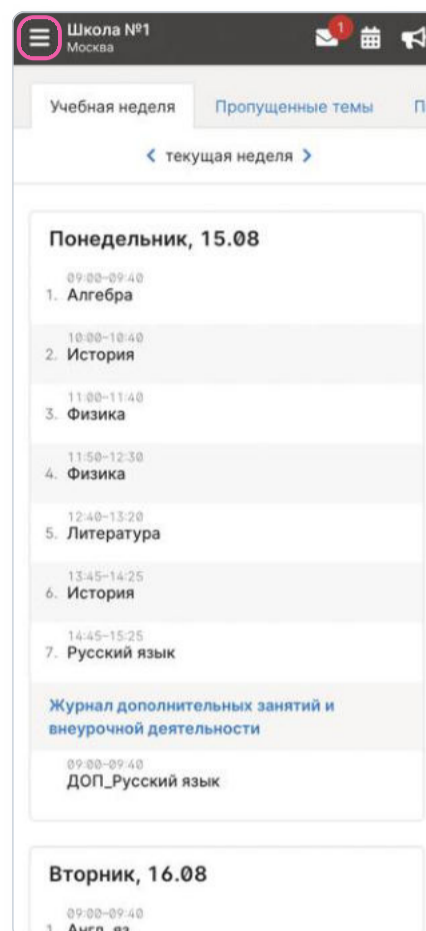 Школа №1
Москва
1
Учебная неделя Пропущенные темы П
текущая неделя
Понедельник, 15.08
09:00–09:40
1. Алгебра
10:00–10:40
2. История
11:00–11:40
3. Физика
11:50–12:30
4. Физика
12:40–13:20
5. Литература
13:45–14:25
6. История
14:45–15:25
7. Русский язык
Журнал дополнительных занятий и
внеурочной деятельности
09:00–09:40
ДОП_Русский язык
Вторник, 16.08
09:00–09:40
1. Англ. яз